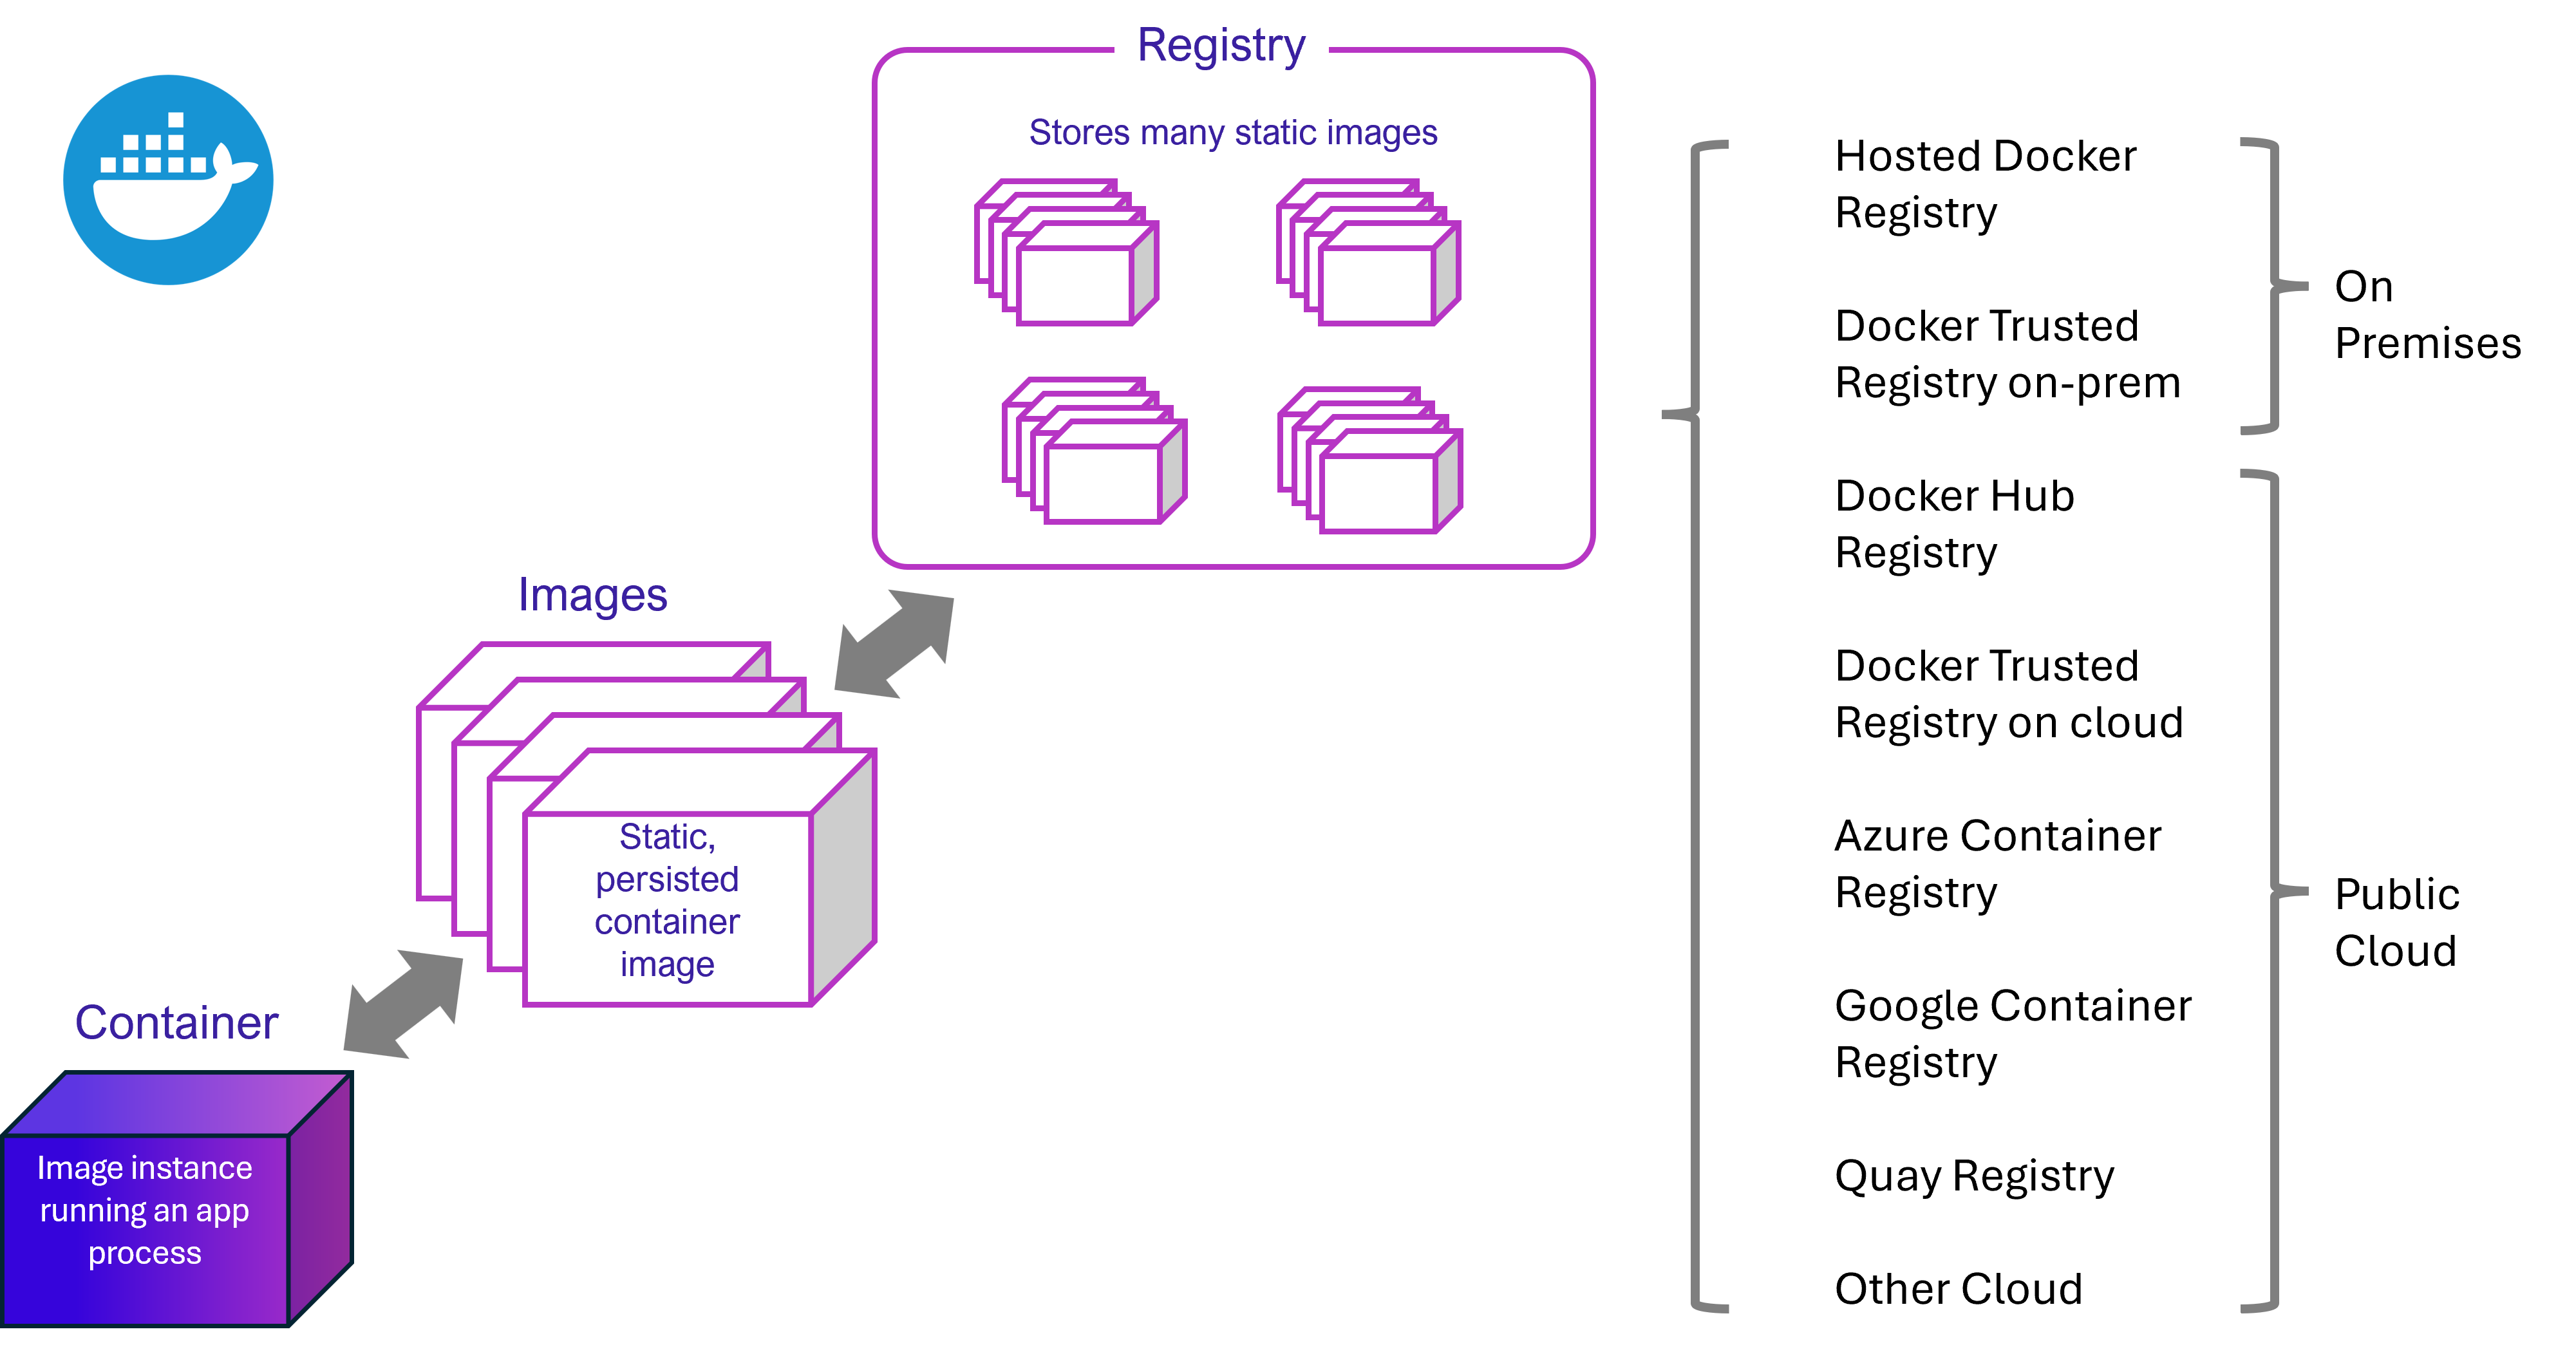 Registry
Stores many static images
Images
Static,
persisted
container
image
Container
Image instance
running an app
process
Hosted Docker
Registry
Docker Trusted
Registry on-prem
Docker Hub
Registry
Docker Trusted
Registry on cloud
Azure Container
Registry
Google Container
Registry
Quay Registry
Other Cloud
On
Premises
Public
Cloud